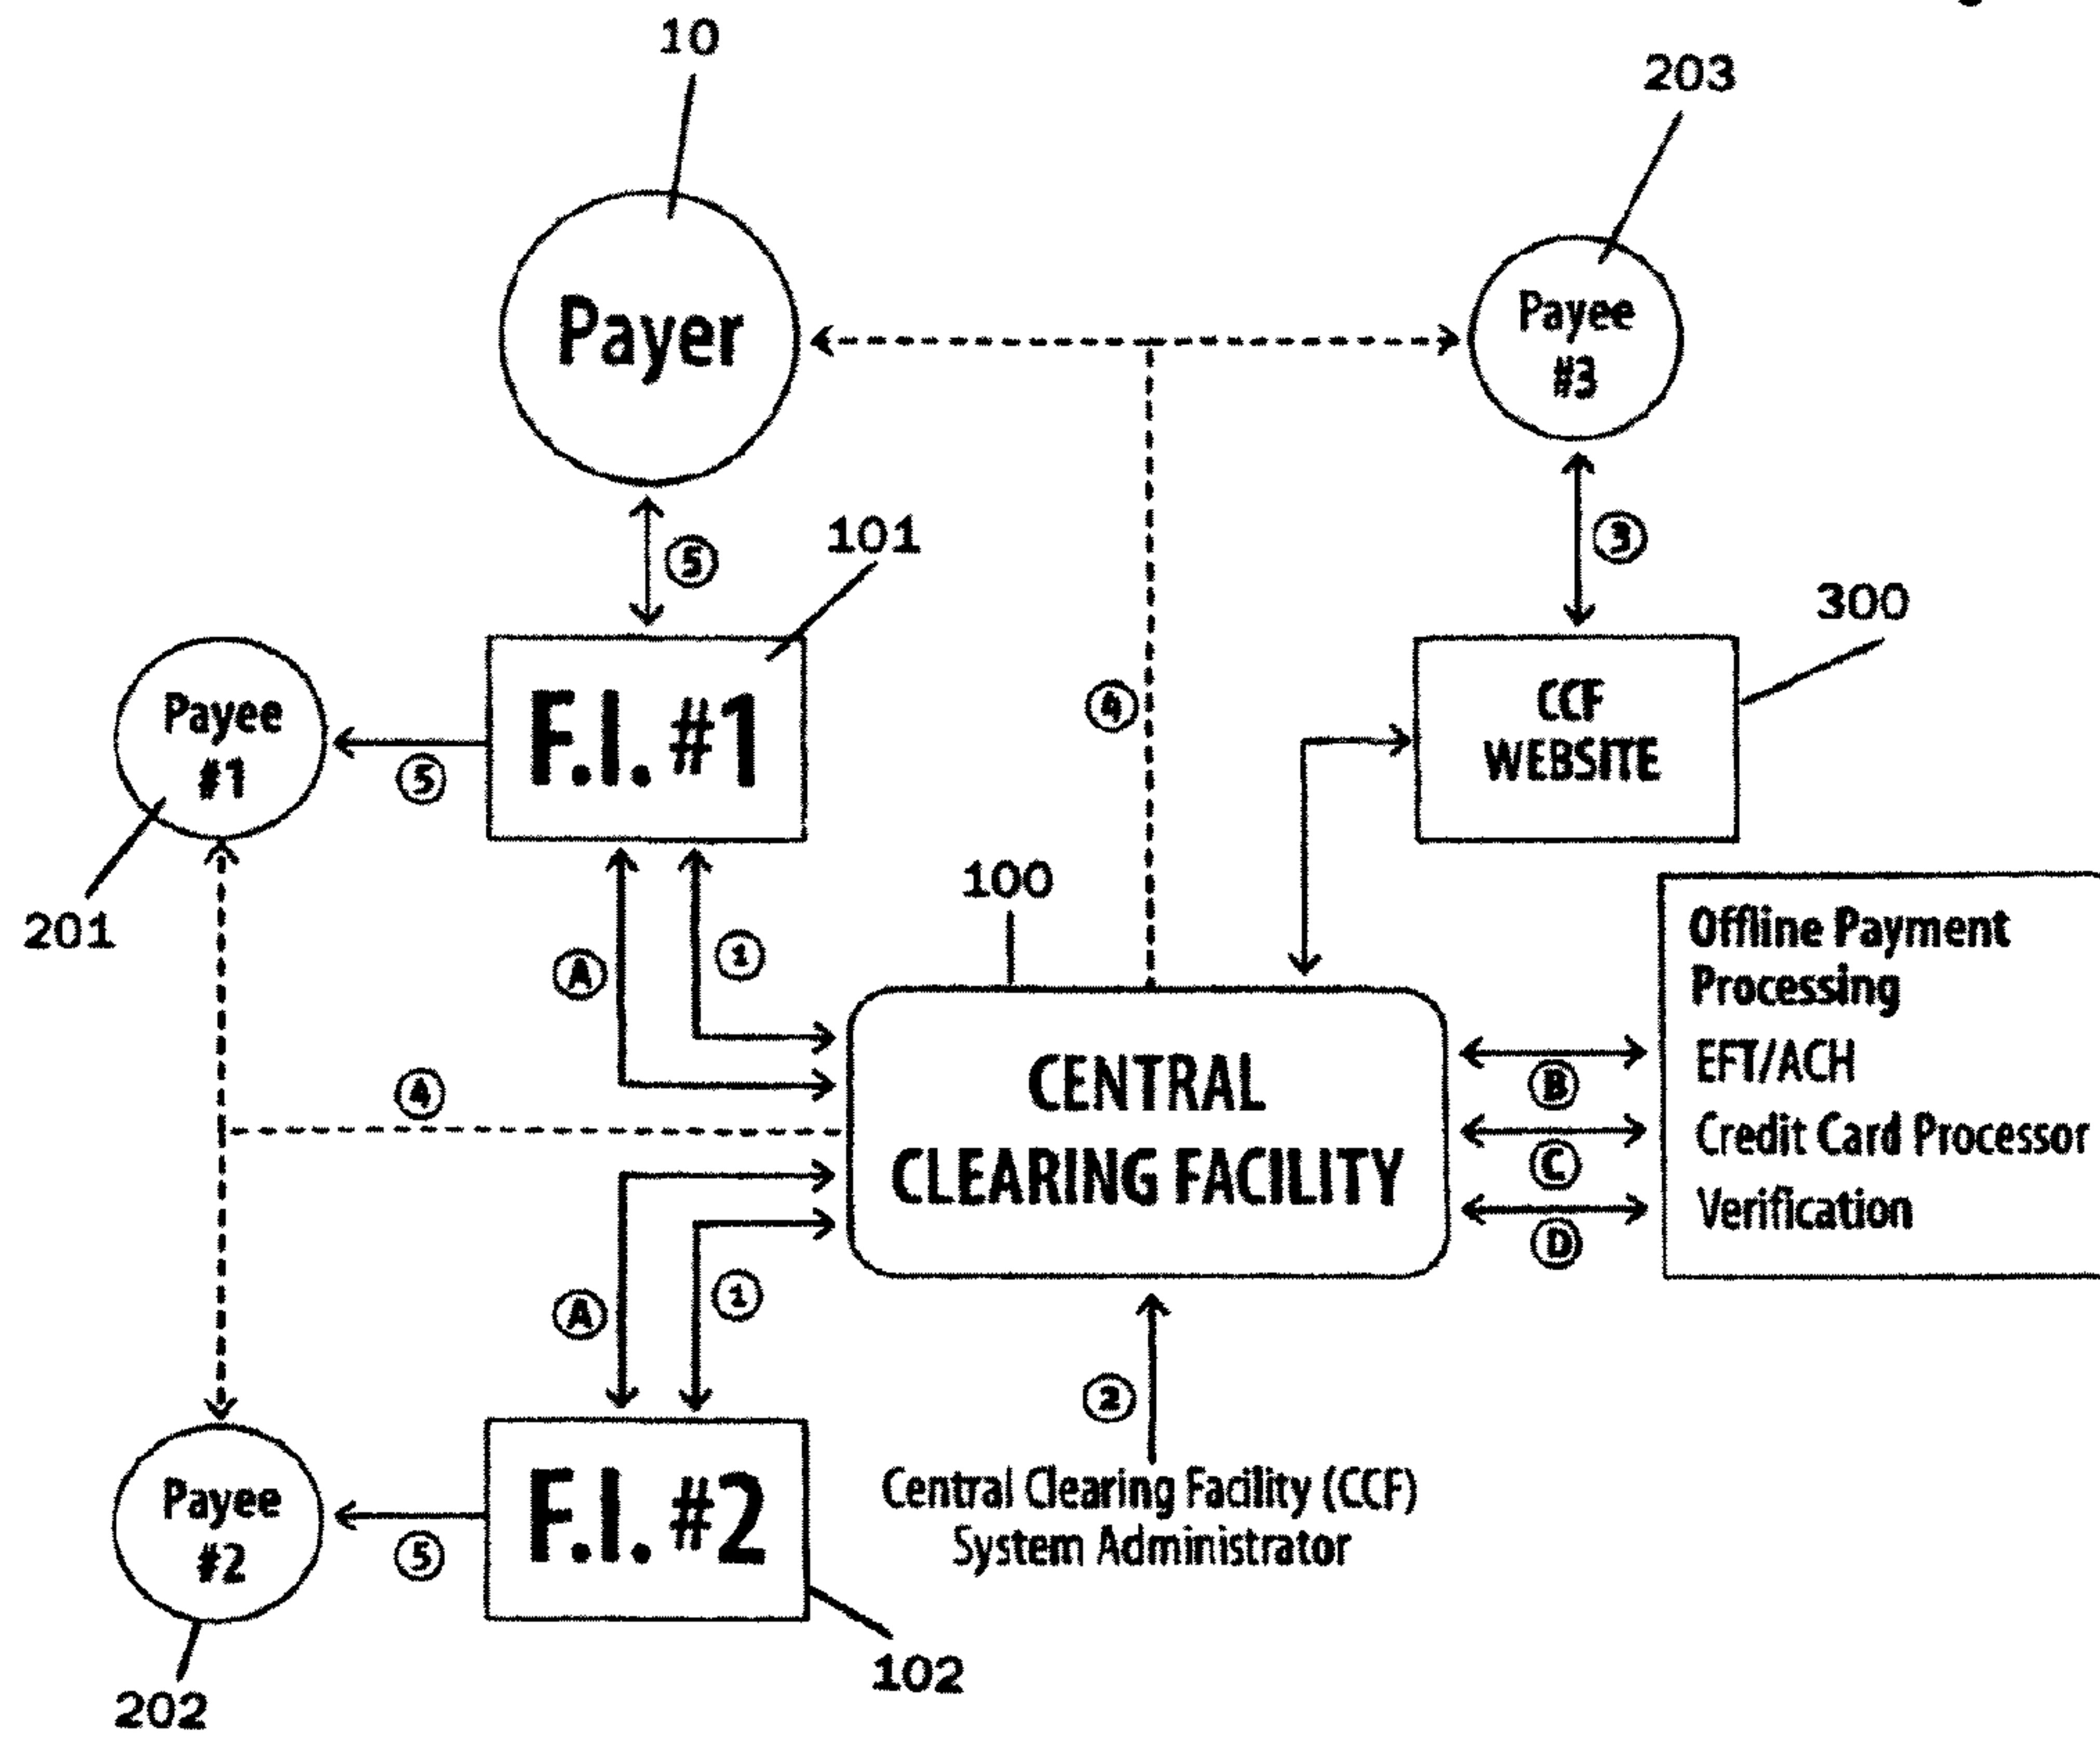 10
203
Payer
Payee
#3
5
101
3
300
Payee
#1
F.I. #1
5
4
CCF
WEBSITE
201
A
1
100
Offline Payment
Processing
EFT/ACH
Credit Card Processor
Verification
CENTRAL
CLEARING FACILITY
B
C
D
4
A
1
2
Payee
#2
F.I. #2
5
Central Clearing Facility (CCF)
System Administrator
102
202